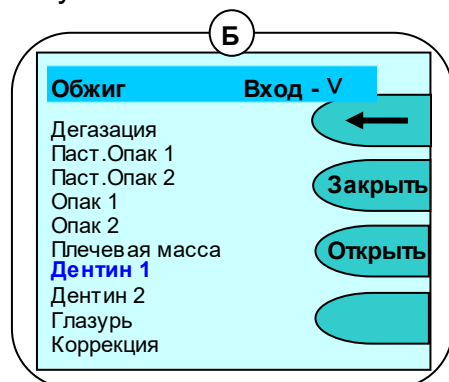 Б
Обжиг Вход - V
Дегазация
Паст.Опак 1
Паст.Опак 2
Закрыть
Опак 1
Опак 2
Плечевая масса
Открыть
Дентин 1
Дентин 2
Глазурь
Коррекция